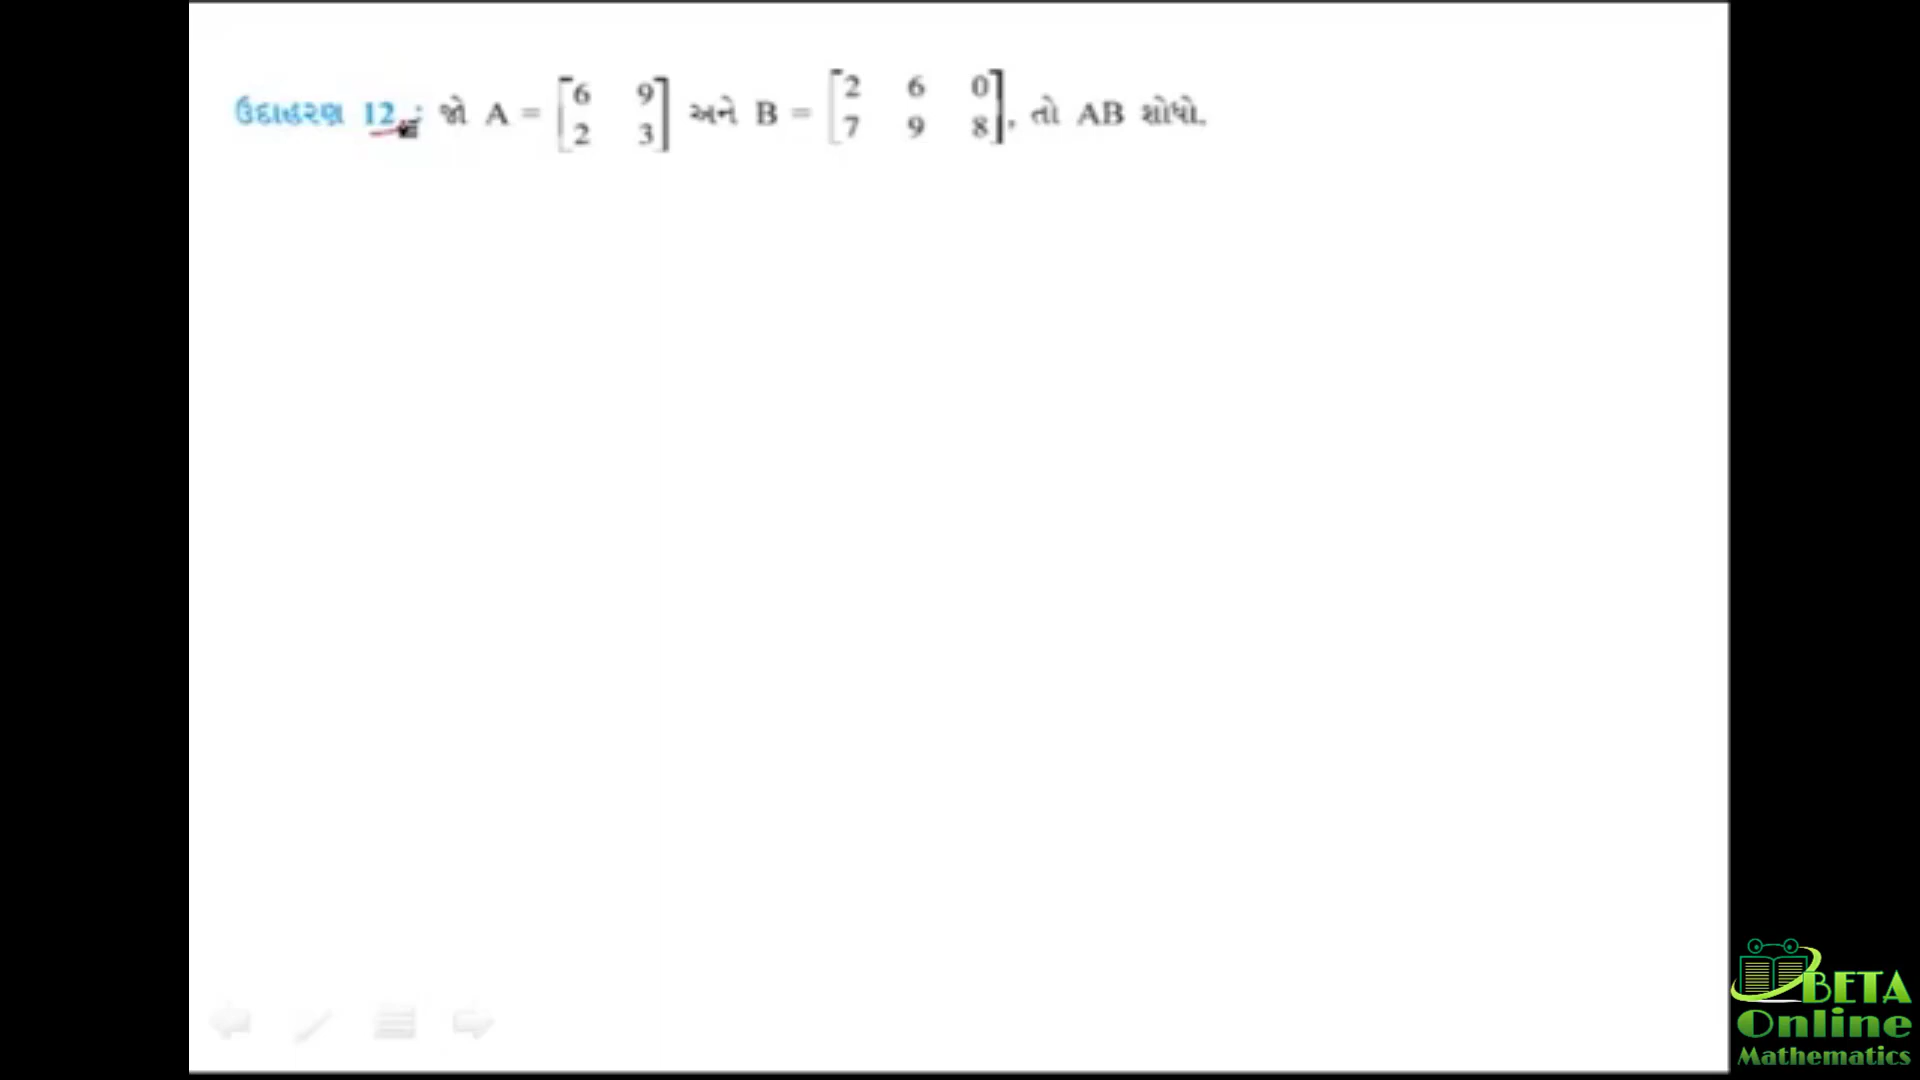 ઉદાહરણ 12 : જો A = [6 9 2 3] અને B = [2 6 0 7 9 8], તો AB શોધો.
BETA
Online
Mathematics